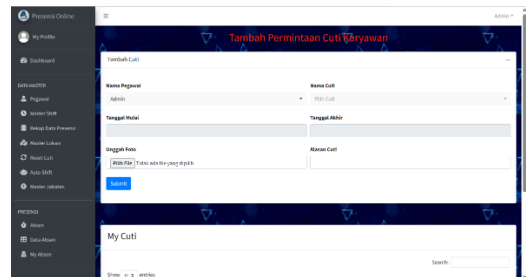 Presensi Online
Admin
My Profile
Tambah Permintaan Cuti Karyawan
Dashboard
Tambah Cuti
DATA MASTER
Nama Pegawai
Nama Cuti
Pegawai
Admin
Pilih Cuti
Master Shift
Tanggal Mulai
Tanggal Akhir
Rekap Data Presensi
Master Lokasi
Reset Cuti
Unggah Foto
Alasan Cuti
Auto Shift
Pilih File Tidak ada file yang dipilih
Master Jabatan
Submit
PRESENSI
Absen
Data Absen
My Cuti
My Absen
Search:
Show 10 entries